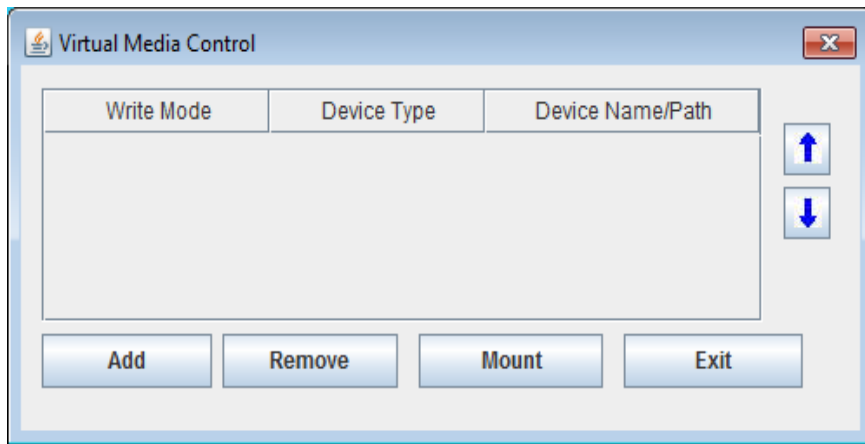 Virtual Media Control
Write Mode Device Type Device Name/Path
Add Remove Mount Exit